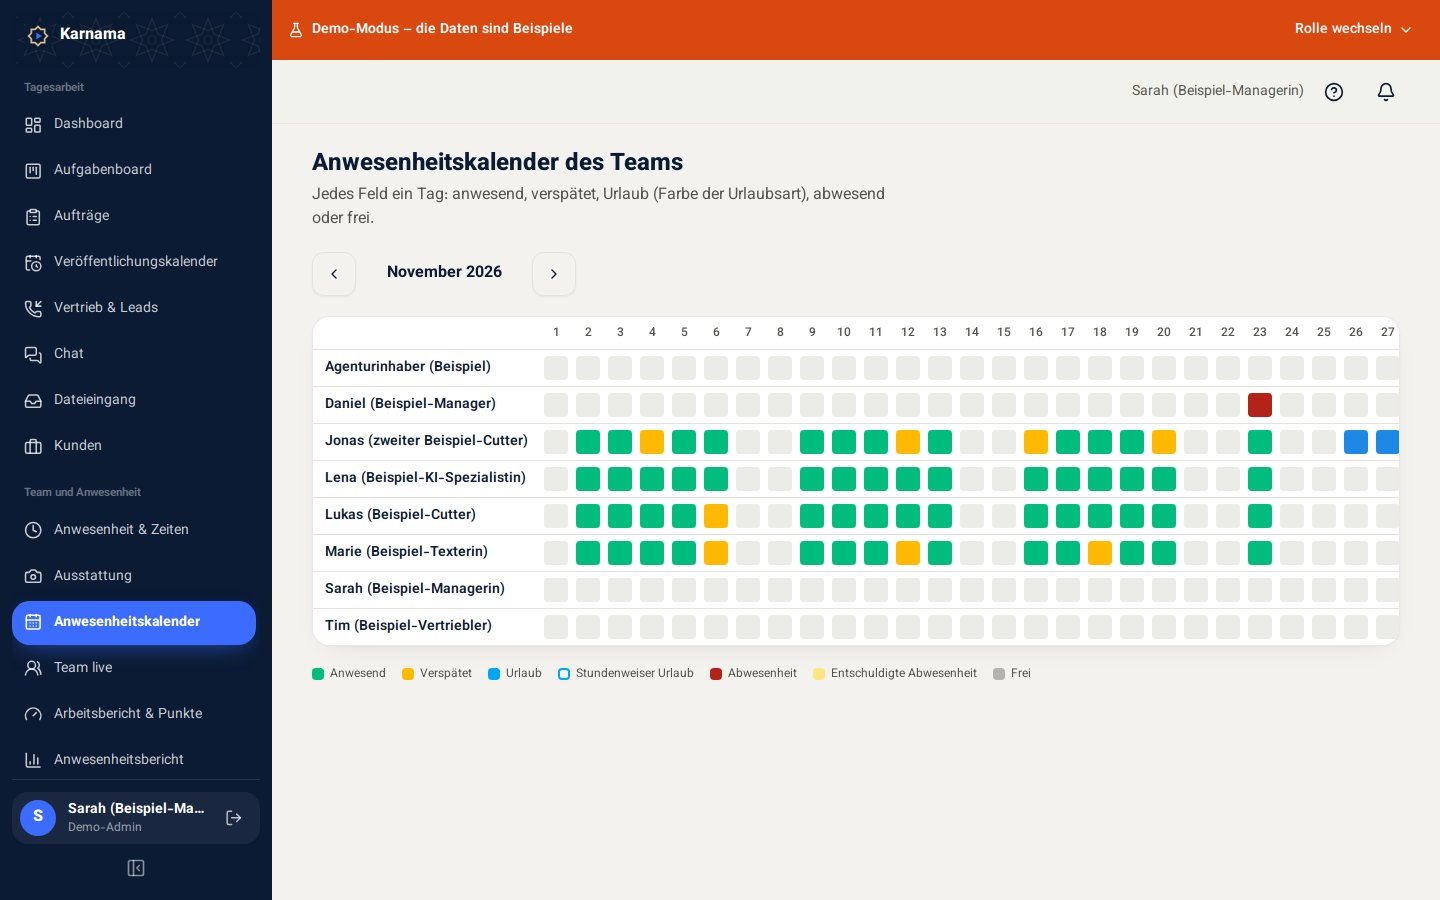 Karnama
Tagesarbeit
Dashboard
Aufgabenboard
Aufträge
Veröffentlichungskalender
Vertrieb & Leads
Chat
Dateieingang
Kunden
Team und Anwesenheit
Anwesenheit & Zeiten
Ausstattung
Anwesenheitskalender
Team live
Arbeitsbericht & Punkte
Anwesenheitsbericht
S
Sarah (Beispiel-Ma...
Demo-Admin
Demo-Modus – die Daten sind Beispiele
Rolle wechseln
Sarah (Beispiel-Managerin)
Anwesenheitskalender des Teams
Jedes Feld ein Tag: anwesend, verspätet, Urlaub (Farbe der Urlaubsart), abwesend
oder frei.
November 2026
1 2 3 4 5 6 7 8 9 10 11 12 13 14 15 16 17 18 19 20 21 22 23 24 25 26 27
Agenturinhaber (Beispiel)
Daniel (Beispiel-Manager)
Jonas (zweiter Beispiel-Cutter)
Lena (Beispiel-KI-Spezialistin)
Lukas (Beispiel-Cutter)
Marie (Beispiel-Texterin)
Sarah (Beispiel-Managerin)
Tim (Beispiel-Vertriebler)
Anwesend Verspätet Urlaub Stundenweiser Urlaub Abwesenheit Entschuldigte Abwesenheit Frei